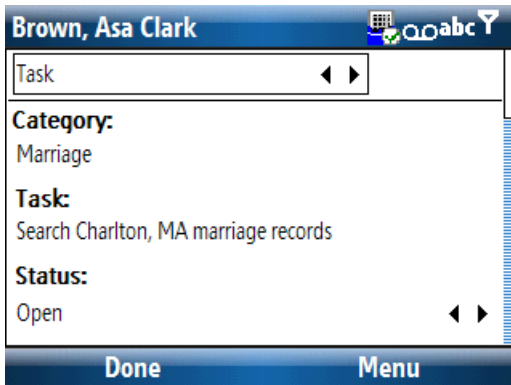 Brown, Asa Clark abc
Task
Category:
Marriage
Task:
Search Charlton, MA marriage records
Status:
Open
Done Menu